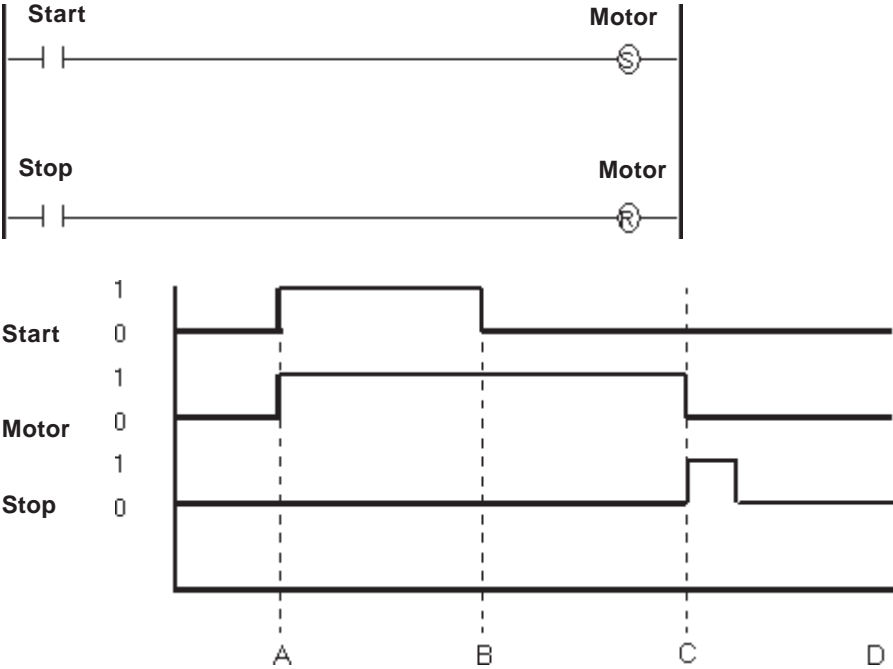 Start Motor
S
Stop Motor
R
1
Start 0
1
Motor 0
1
Stop 0
A B C D